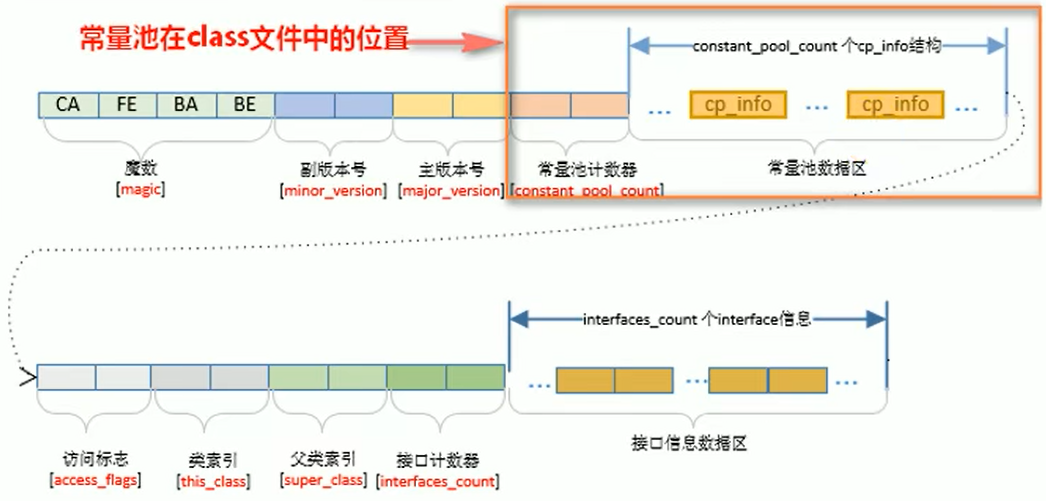 常量池在class文件中的位置
constant_pool_count 个cp_info结构
CA FE BA BE
... cp_info ... cp_info ...
魔数 副版本号 主版本号 常量池计数器 常量池数据区
[magic] [minor_version] [major_version] [constant_pool_count]
interfaces_count 个interface信息
... ... ...
访问标志 类索引 父类索引 接口计数器 接口信息数据区
[access_flags] [this_class] [super_class] [interfaces_count]